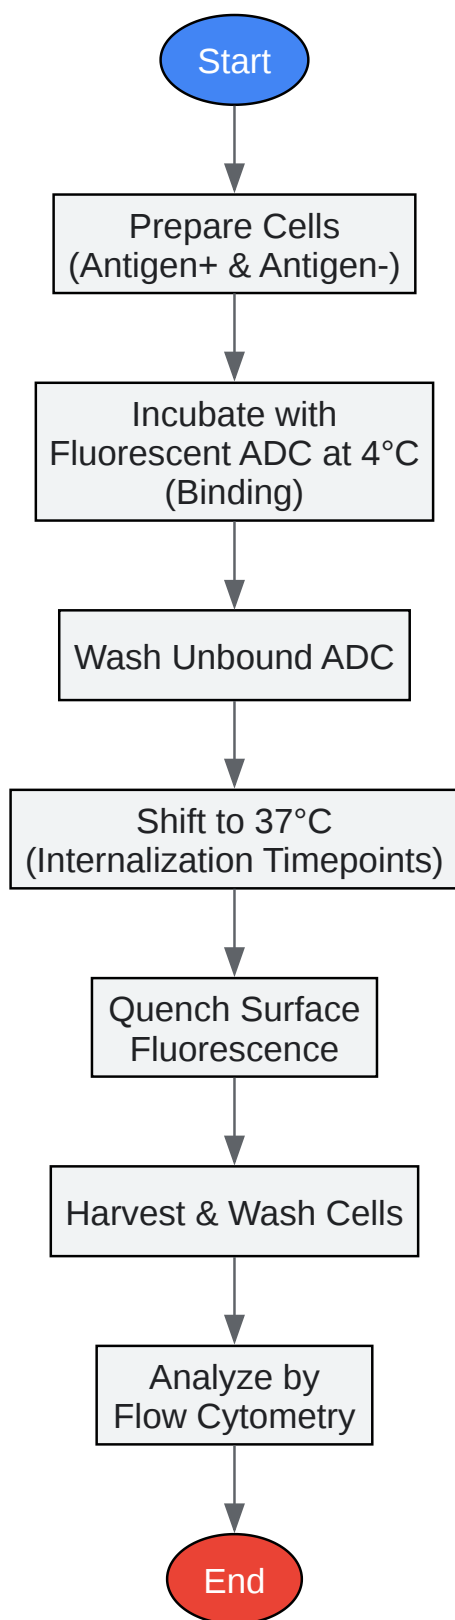 Start
Prepare Cells
(Antigen+ & Antigen-)
Incubate with
Fluorescent ADC at 4°C
(Binding)
Wash Unbound ADC
Shift to 37°C
(Internalization Timepoints)
Quench Surface
Fluorescence
Harvest & Wash Cells
Analyze by
Flow Cytometry
End